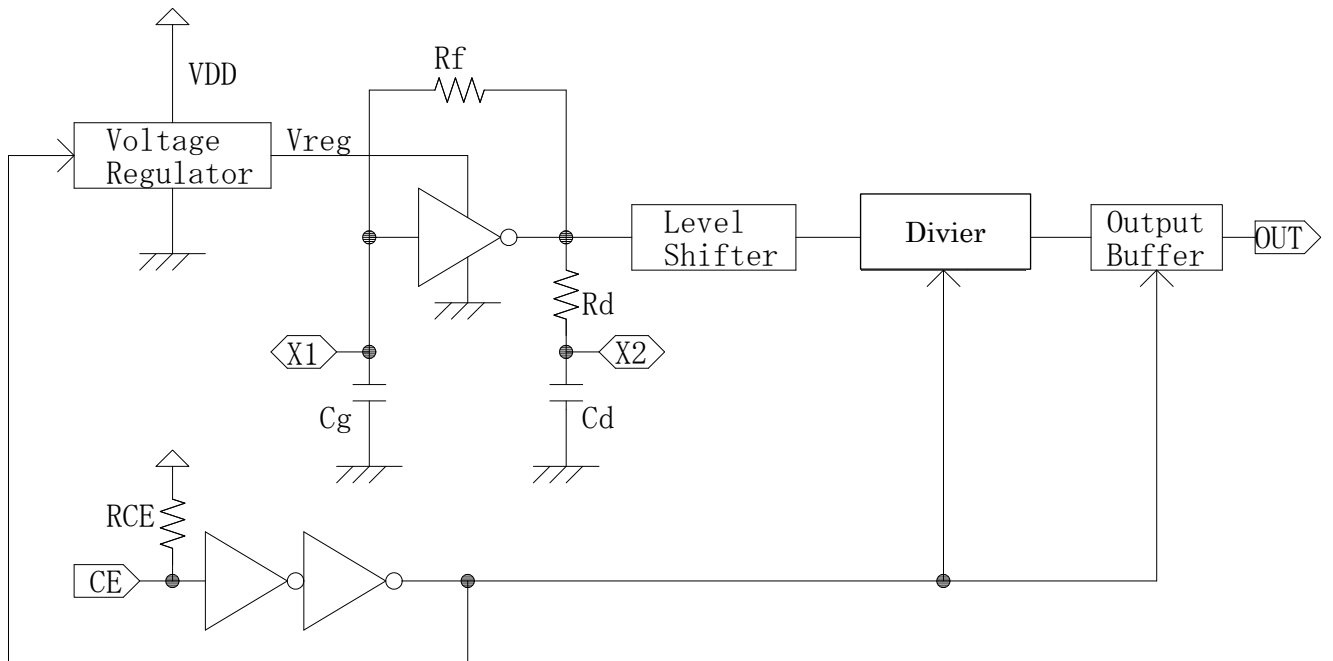 Rf
VDD
Voltage
Regulator
Vreg
Level
Shifter
Divier
Output
Buffer
OUT
Rd
X1
X2
Cg
Cd
RCE
CE